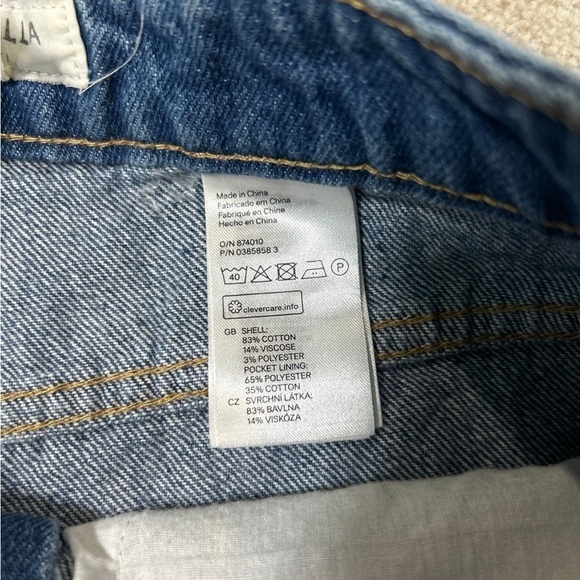 LLA
Made in China
Fabricado em China
Fabriqué en Chine
Hecho en China
O/N 874010
P/N 0385858 3
40
P
clevercare.info
GB SHELL:
83% COTTON
14% VISCOSE
3% POLYESTER
POCKET LINING:
65% POLYESTER
35% COTTON
CZ SVRCHNÍ LÁTKA:
83% BAVLNA
14% VISKÓZA